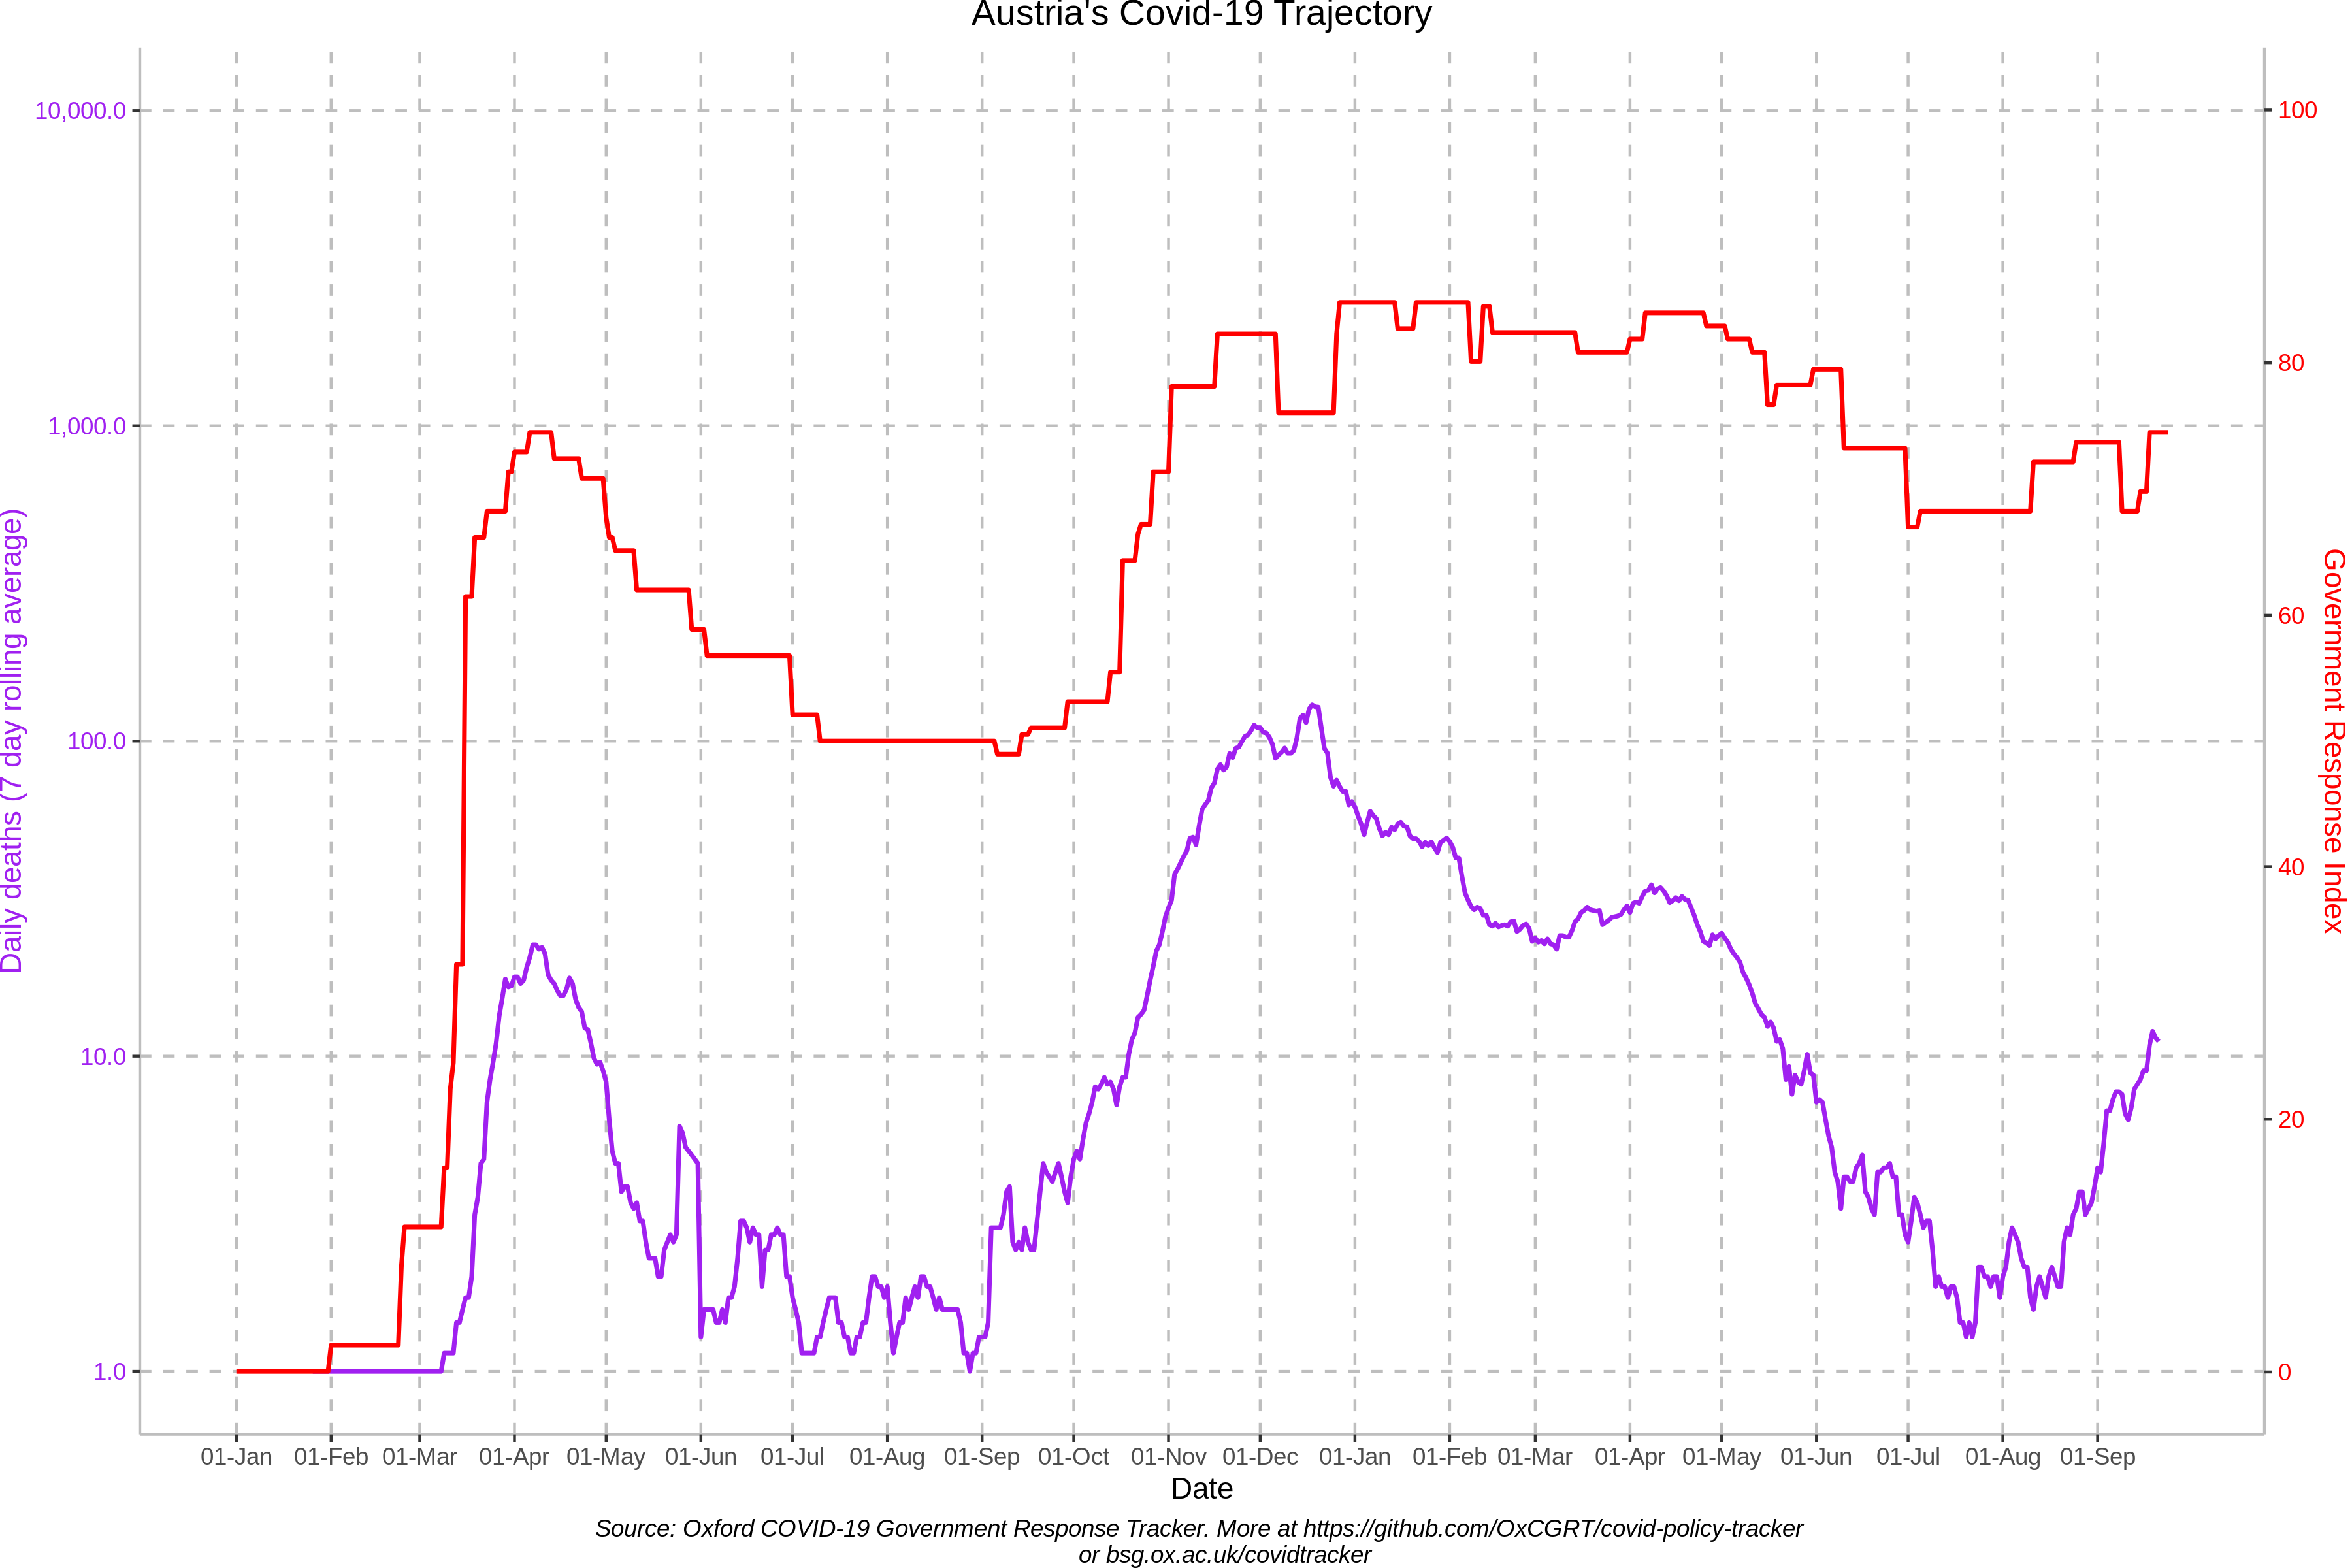 Austria's Covid-19 Trajectory
10,000.0
1,000.0
100.0
10.0
1.0
Daily deaths (7 day rolling average)
100
80
60
40
20
0
Government Response Index
01-Jan 01-Feb 01-Mar 01-Apr 01-May 01-Jun 01-Jul 01-Aug 01-Sep 01-Oct 01-Nov 01-Dec 01-Jan 01-Feb 01-Mar 01-Apr 01-May 01-Jun 01-Jul 01-Aug 01-Sep
Date
Source: Oxford COVID-19 Government Response Tracker. More at https://github.com/OxCGRT/covid-policy-tracker
or bsg.ox.ac.uk/covidtracker